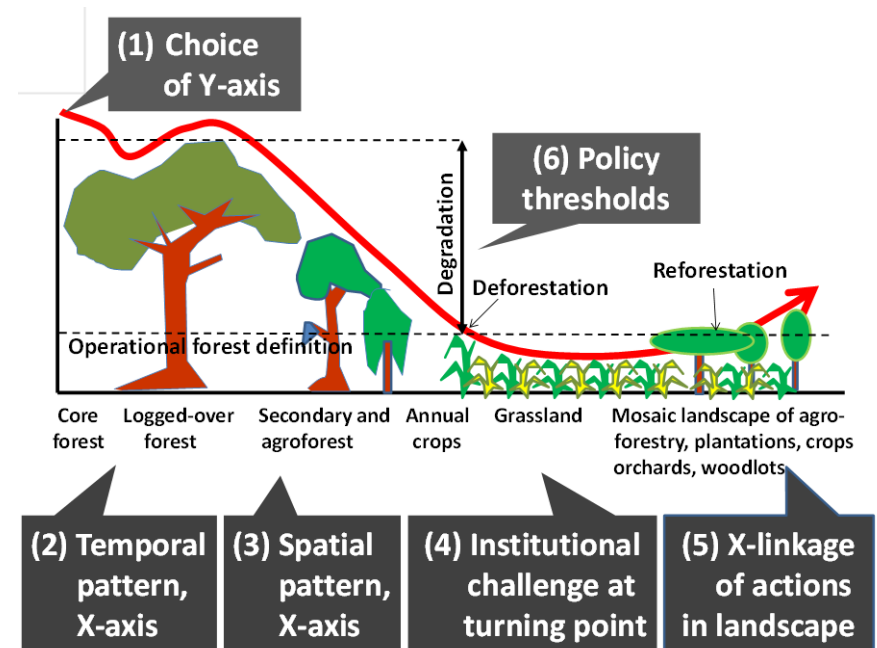 (1) Choice
of Y-axis
(6) Policy
thresholds
Degradation
Reforestation
Deforestation
Operational forest definition
Core
forest
Logged-over
forest
Secondary and
agroforest
Annual
crops
Grassland
Mosaic landscape of agro-
forestry, plantations, crops
orchards, woodlots
(2) Temporal
pattern,
X-axis
(3) Spatial
pattern,
X-axis
(4) Institutional
challenge at
turning point
(5) X-linkage
of actions
in landscape